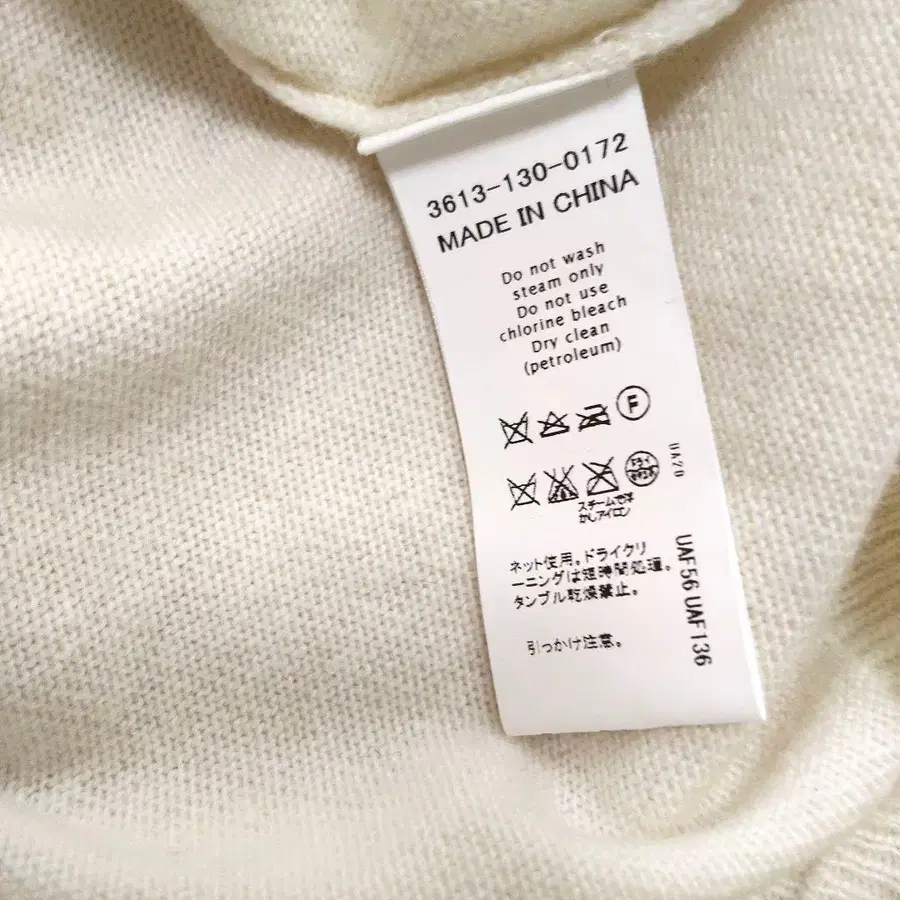 3613-130-0172
MADE IN CHINA
Do not wash
steam only
Do not use
chlorine bleach
Dry clean
(petroleum)
F
UA20
スチームで浮
かしアイロン
ネット使用。ドライクリ
ーニングは短時間処理。
タンブル乾燥禁止。
引っかけ注意。
UAF56 UAF136